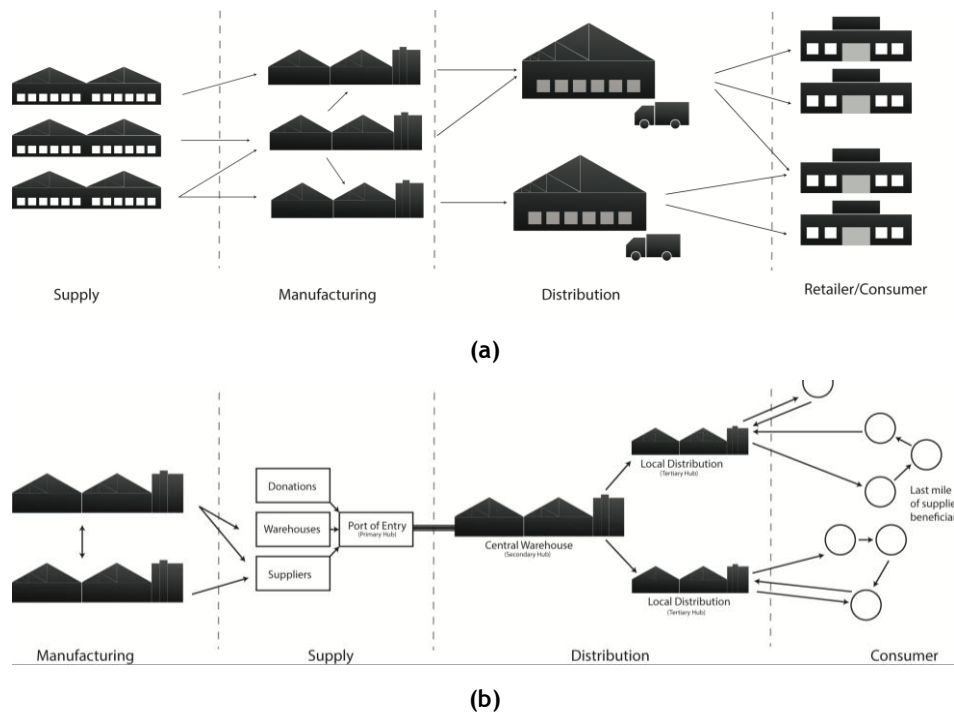 Supply
Manufacturing
Distribution
Retailer/Consumer
(a)
Donations
Warehouses
Suppliers
Port of Entry
(Primary Hub)
Central Warehouse
(Secondary Hub)
Local Distribution
(Tertiary Hub)
Local Distribution
(Tertiary Hub)
Last mile
of supplie
beneficiar
Manufacturing
Supply
Distribution
Consumer
(b)